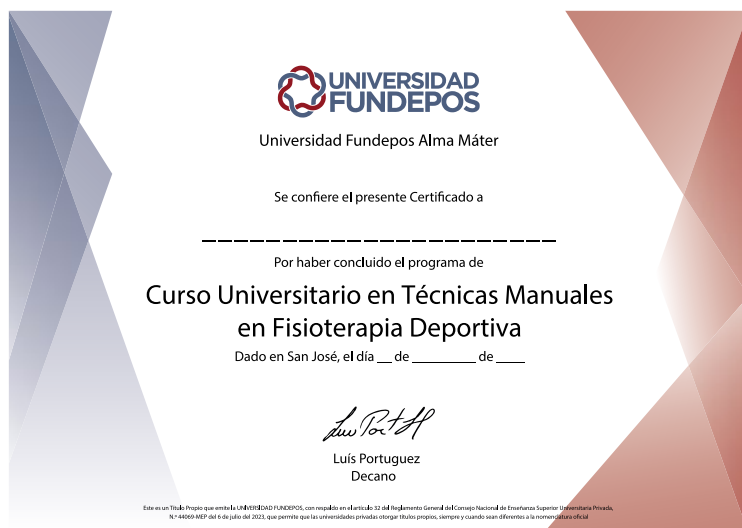 UNIVERSIDAD
FUNDEPOS
Universidad Fundepos Alma Máter
Se confiere el presente Certificado a
Por haber concluido el programa de
Curso Universitario en Técnicas Manuales
en Fisioterapia Deportiva
Dado en San José, el día __ de ________ de ____
Luís Portuguez
Decano
Este es un Título Propio que emite la UNIVERSIDAD FUNDEPOS, con respaldo en el artículo 32 del Reglamento General del Consejo Nacional de Enseñanza Superior Universitaria Privada,
N.º 44069-MEP del 6 de julio del 2023, que permite que las universidades privadas otorgar títulos propios, siempre y cuando sean diferentes a la nomenclatura oficial